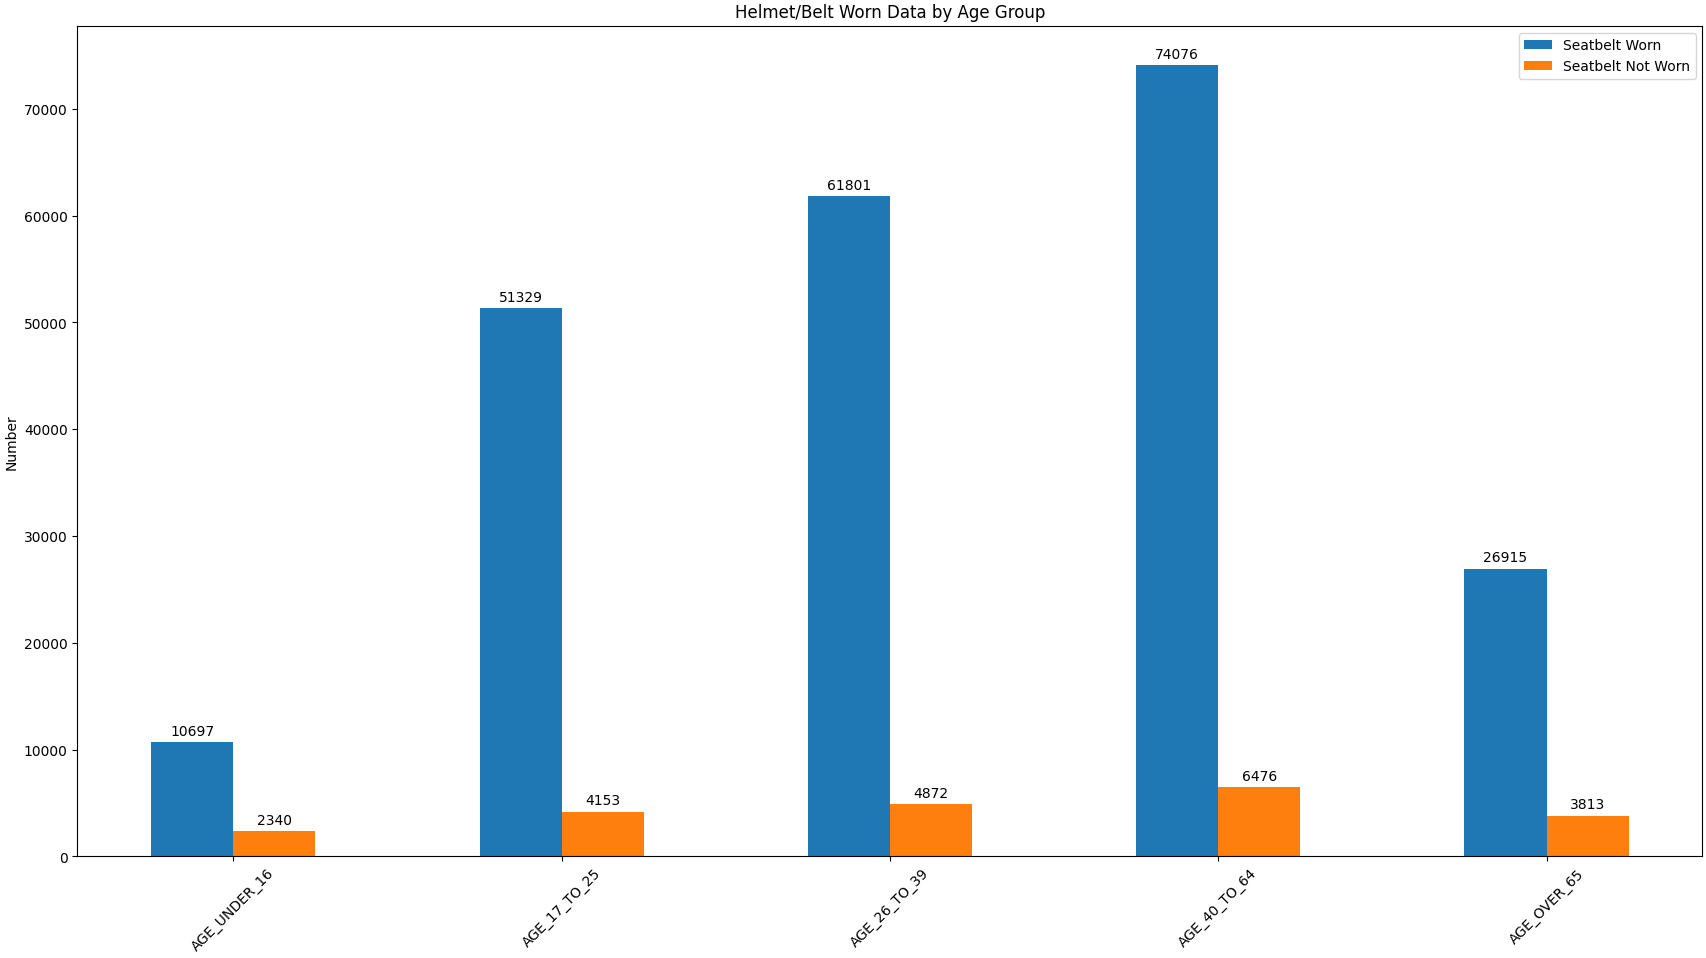 Helmet/Belt Worn Data by Age Group
Seatbelt Worn
Seatbelt Not Worn
Number
70000
60000
50000
40000
30000
20000
10000
0
10697
2340
51329
4153
61801
4872
74076
6476
26915
3813
AGE_UNDER_16
AGE_17_TO_25
AGE_26_TO_39
AGE_40_TO_64
AGE_OVER_65